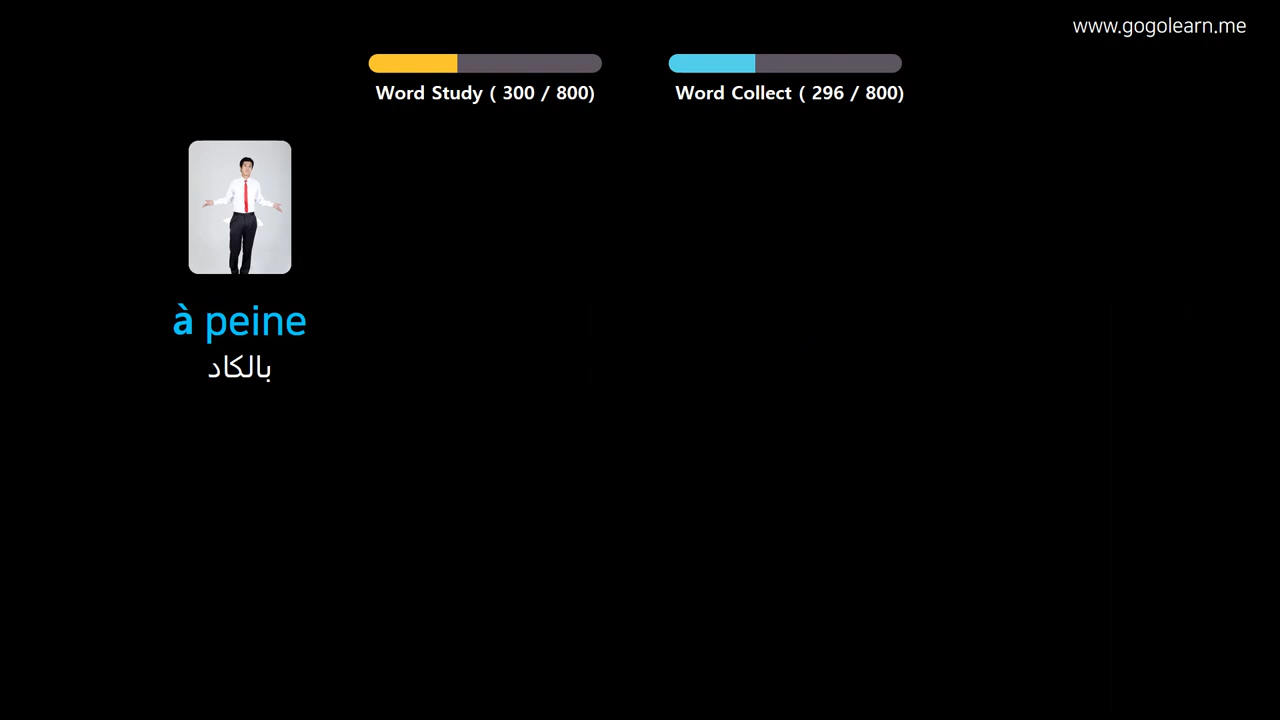 www.gogolearn.me
Word Study ( 300 / 800)
Word Collect ( 296 / 800)
à peine
بالكاد